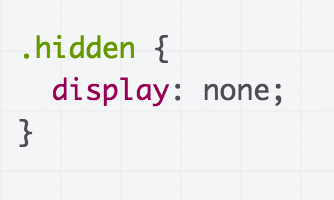 .hidden {
  display: none;
}